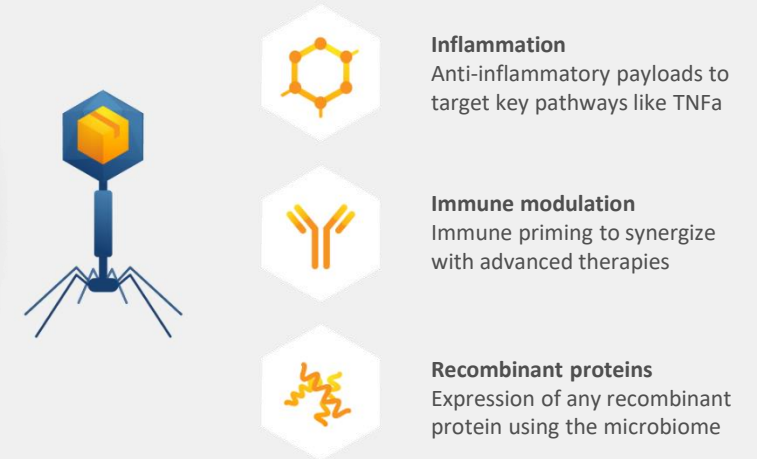 Inflammation
Anti-inflammatory payloads to
target key pathways like TNFa
Immune modulation
Immune priming to synergize
with advanced therapies
Recombinant proteins
Expression of any recombinant
protein using the microbiome